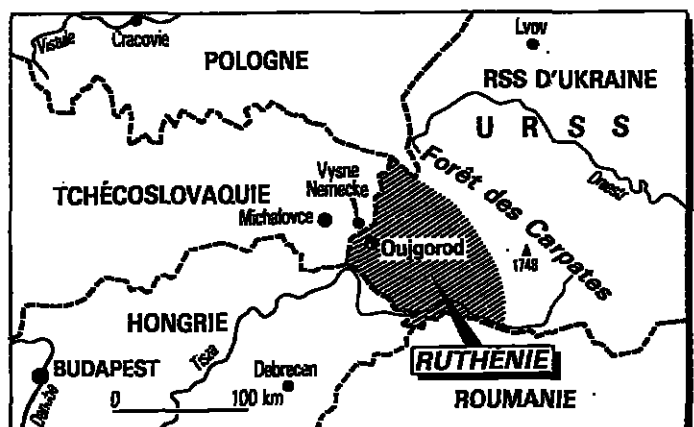 Vistule
Cracovie
Lvov
POLOGNE
RSS D'UKRAINE
URSS
Dniestr
Forêt des Carpates
TCHÉCOSLOVAQUIE
Vysne
Nemecke
Michalovce
Oujgorod
1748
HONGRIE
Tisza
RUTHÉNIE
BUDAPEST
Debrecen
0 100 km
ROUMANIE
Danube